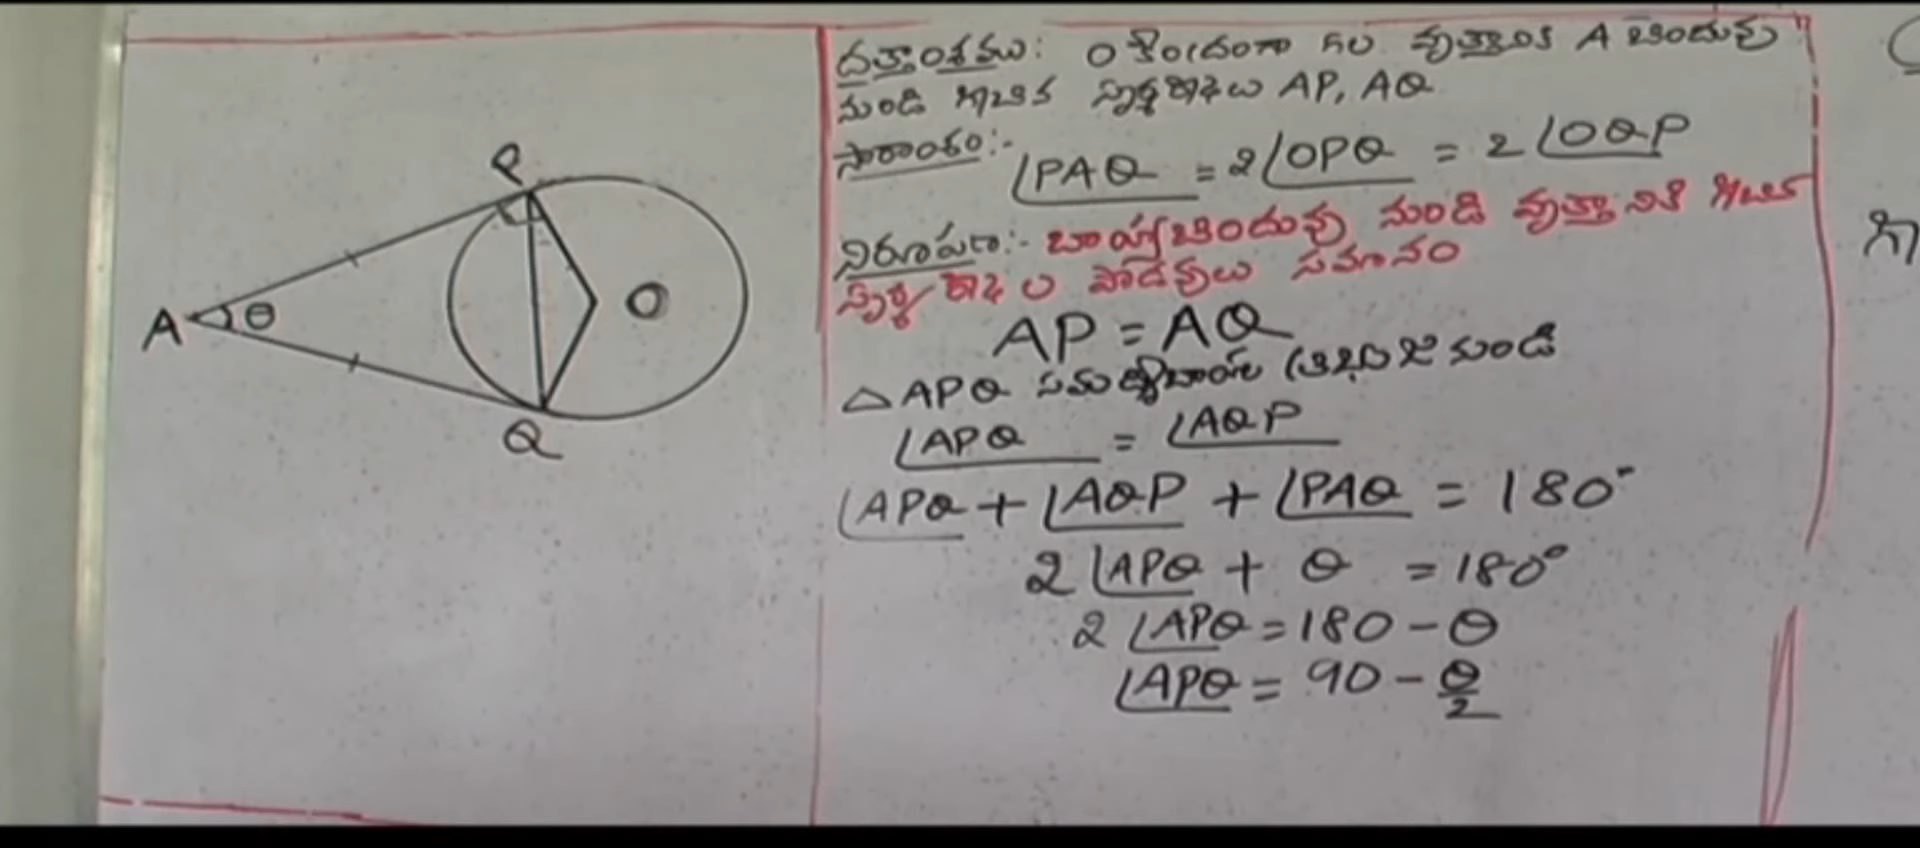 P
A θ
O
Q
దత్తాంశము: O కేంద్రంగా గల వృత్తానికి A బిందువు
నుండి గీచిన స్పర్శరేఖలు AP, AQ
సారాంశం:-
∠PAQ = 2∠OPQ = 2∠OQP
నిరూపణ:- బాహ్యబిందువు నుండి వృత్తానికి గీచిన
స్పర్శరేఖల పొడవులు సమానం
AP = AQ
△APQ సమద్విబాహు త్రిభుజం నుండి
∠APQ = ∠AQP
∠APQ + ∠AQP + ∠PAQ = 180°
2∠APQ + θ = 180°
2∠APQ = 180 - θ
∠APQ = 90 - θ/2